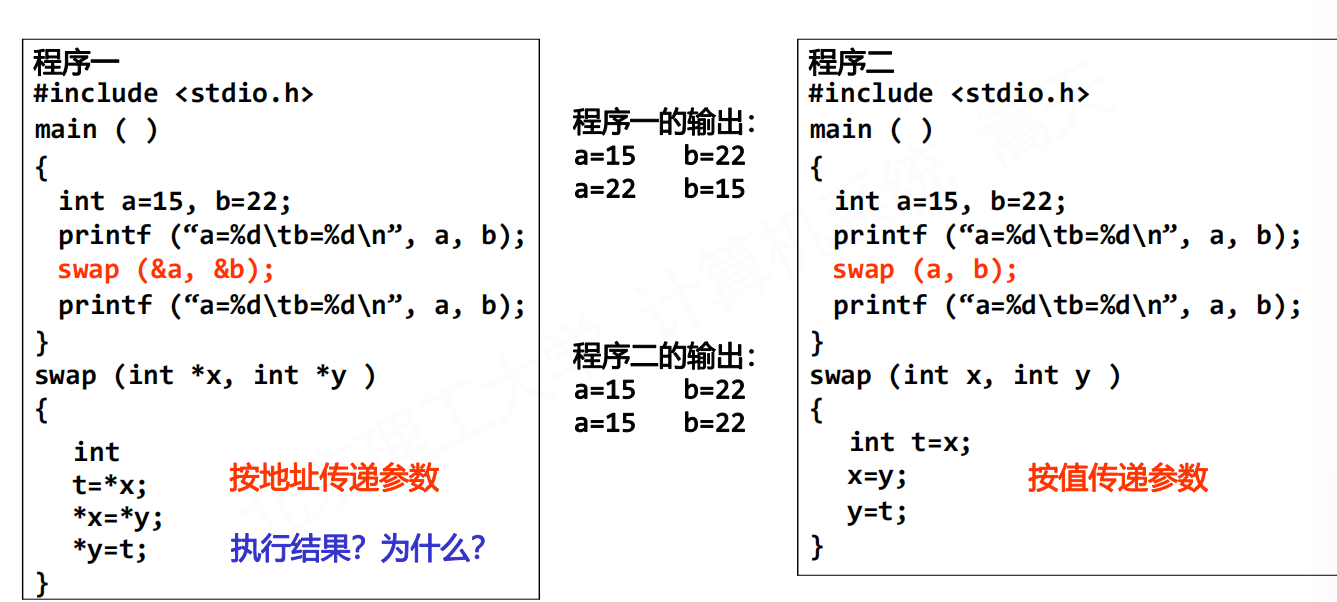 程序一
#include <stdio.h>
main ( )
{
int a=15, b=22;
printf (“a=%d\tb=%d\n”, a, b);
swap (&a, &b);
printf (“a=%d\tb=%d\n”, a, b);
}
swap (int *x, int *y )
{
int
t=*x;
*x=*y;
*y=t;
}
按地址传递参数
执行结果？为什么？
程序一的输出：
a=15 b=22
a=22 b=15
程序二的输出：
a=15 b=22
a=15 b=22
程序二
#include <stdio.h>
main ( )
{
int a=15, b=22;
printf (“a=%d\tb=%d\n”, a, b);
swap (a, b);
printf (“a=%d\tb=%d\n”, a, b);
}
swap (int x, int y )
{
int t=x;
x=y;
y=t;
}
按值传递参数